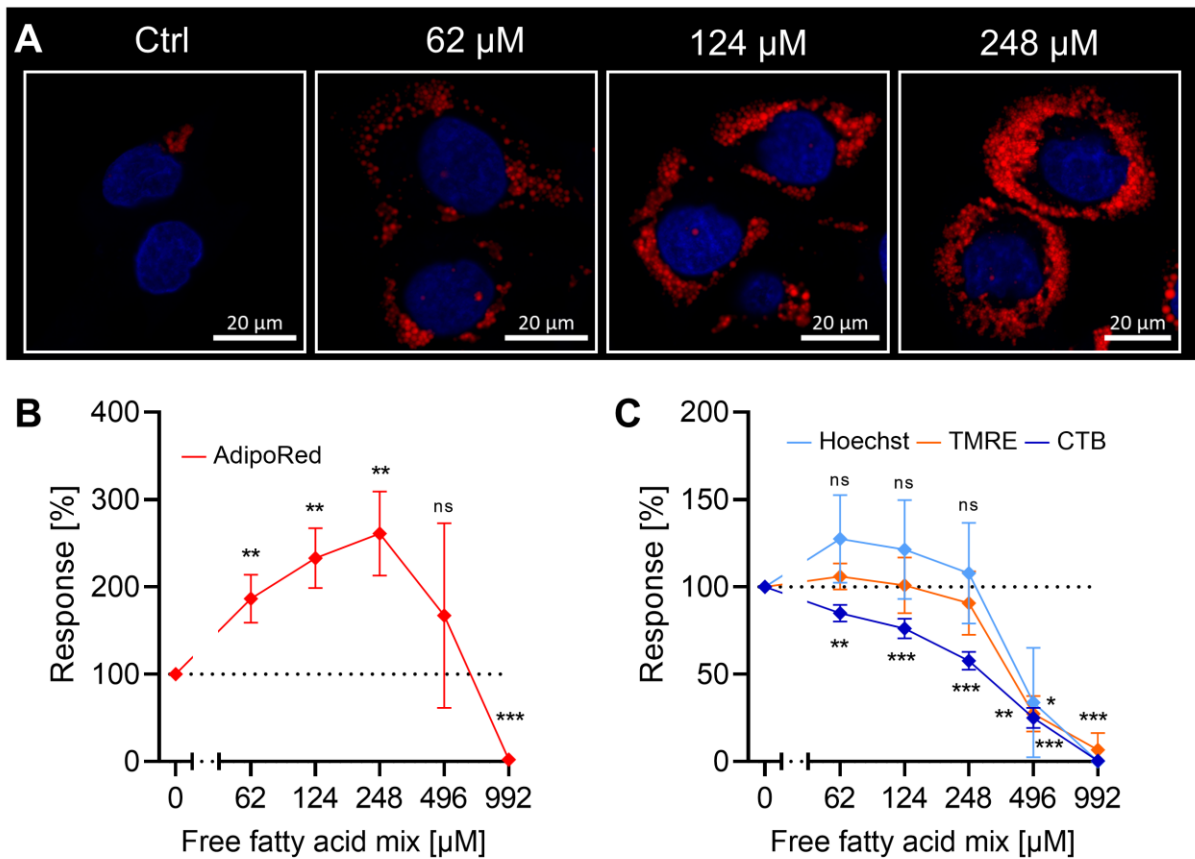 A Ctrl 62 µM 124 µM 248 µM
20 µm 20 µm 20 µm 20 µm
B
400
300
200
100
0
Response [%]
AdipoRed
** ** ** ns ***
0 62 124 248 496 992
Free fatty acid mix [µM]
C
200
150
100
50
0
Response [%]
Hoechst TMRE CTB
ns ns ns
** *** *** ** * *** ***
0 62 124 248 496 992
Free fatty acid mix [µM]